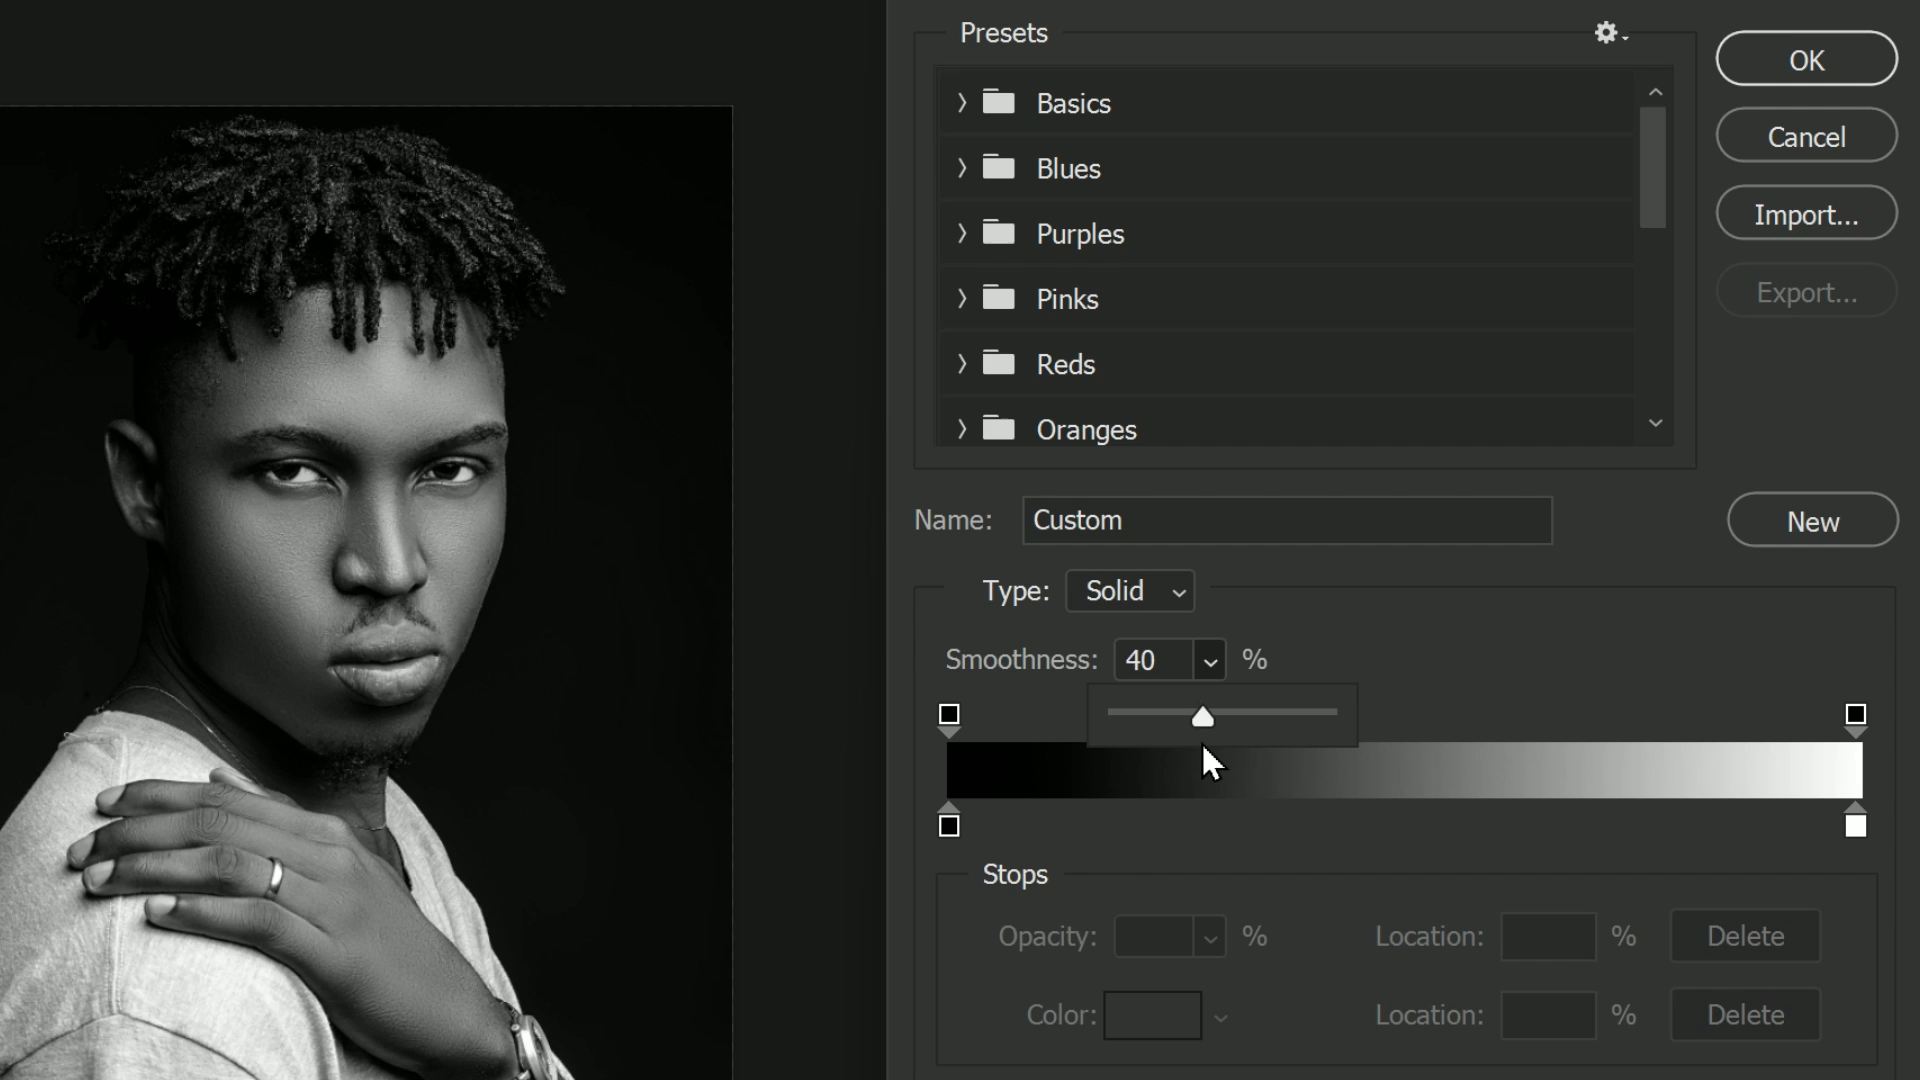 Presets
OK
Basics
Cancel
Blues
Import...
Purples
Export...
Pinks
Reds
Oranges
Name: Custom
New
Type: Solid
Smoothness: 40 %
Stops
Opacity: % Location: % Delete
Color: Location: % Delete